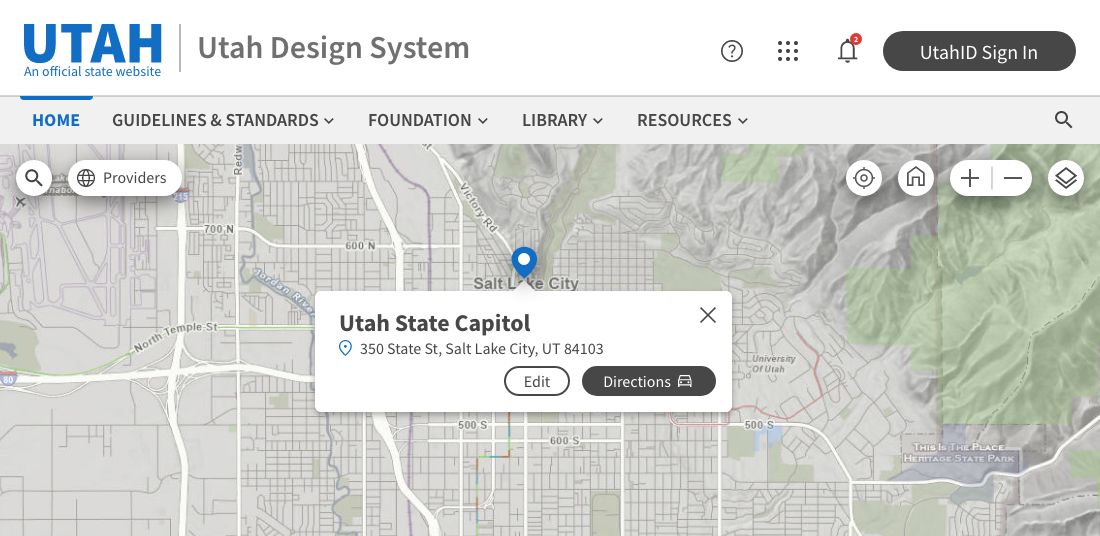 UTAH
An official state website
Utah Design System
2
UtahID Sign In
HOME
GUIDELINES & STANDARDS
FOUNDATION
LIBRARY
RESOURCES
Providers
Redw
215
Victory Rd
700 N
600 N
Salt Lake City
Jordan River
North Temple St
80
Utah State Capitol
350 State St, Salt Lake City, UT 84103
Edit
Directions
University
Of Utah
500 S
500 S
600 S
This Is The Place
Heritage State Park